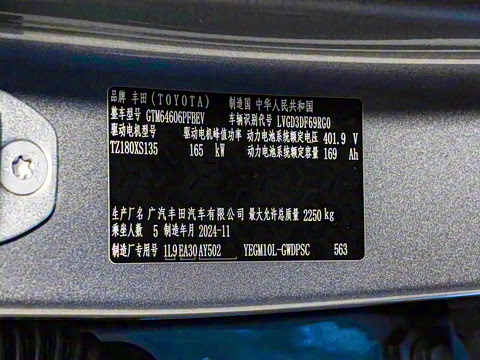 品牌 丰田(TOYOTA) 制造国 中华人民共和国
整车型号 GTM64606PFBEV 车辆识别代号 LVGD3DF69RG0
驱动电机型号 驱动电机峰值功率 动力电池系统额定电压 401.9 V
TZ180XS135 165 kW 动力电池系统额定容量 169 Ah
生产厂名 广汽丰田汽车有限公司 最大允许总质量 2250 kg
乘坐人数 5 制造年月 2024-11
制造厂专用号 1L9EA30AY502 YEGM10L-GWDPSC 563